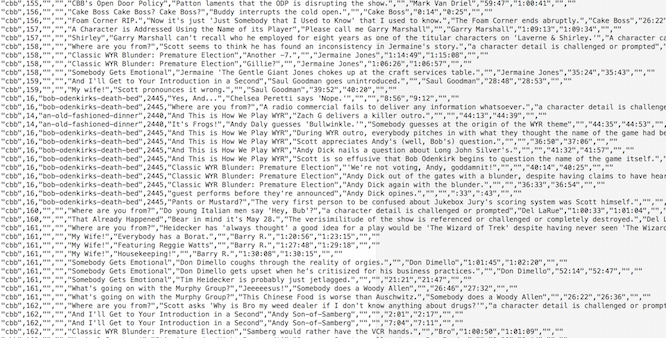 "cbb",155,"","","CBB's Open Door Policy","Patton laments that the ODP is disrupting the show.","","Mark Van Driel","59:47","1:00:41","",""
"cbb",156,"","","Cake Boss Cake Boss? Cake Boss?","Buddy interrupts the cold open.","","Cake Boss","0:14","0:25","",""
"cbb",156,"","","Foam Corner RIP.","Now it's just 'Just Somebody that I Used to Know' that I used to know.","The Foam Corner ends abruptly.","Cake Boss","26:22
"cbb",157,"","","A Character is Addressed Using the Name of its Player","Please call me Garry Marshall","Garry Marshall","1:09:13","1:09:34","",""
"cbb",157,"","","Shirley","Garry Marshall can't recall who he employed for eight years as one of the titular characters on 'Laverne & Shirley.'","A Charact
"cbb",158,"","","Where are you from?","Scott seems to think he has found an inconsistency in Jermaine's story.","a character detail is challenged or prompted",
"cbb",158,"","","Classic WYR Blunder: Premature Election","Another -7.","","Jermaine Jones","1:14:49","1:15:08","",""
"cbb",158,"","","Classic WYR Blunder: Premature Election","Gillie?","","Jermaine Jones","1:06:26","1:06:57","",""
"cbb",158,"","","Somebody Gets Emotional","Jermaine 'The Gentle Giant Jones chokes up at the craft services table.","","Jermaine Jones","35:24","35:43","",""
"cbb",159,"","","And I'll Get to Your Introduction in a Second","Saul Goodman goes unintroduced.","","Saul Goodman","28:48","28:53","",""
"cbb",159,"","","My wife!","Scott pronounces it wrong.","","Saul Goodman","39:52","40:20","",""
"cbb",16,"bob-odenkirks-death-bed",2445,"Yes, And...","Chelsea Peretti says 'Nope.'","","","8:56","9:12","",""
"cbb",16,"bob-odenkirks-death-bed",2445,"Where are you from?","A radio commercial fails to deliver any information whatsoever.","a character detail is challeng
"cbb",14,"an-old-fashioned-dinner",2440,"And This is How We Play WYR","Zach G delivers a killer outro.","","","44:13","44:39","",""
"cbb",14,"an-old-fashioned-dinner",2440,"It's Frogs!","Andy Daly guesses 'Bullwinkle.'","Somebody guesses at the origin of the WYR theme","","44:35","44:53","",
"cbb",16,"bob-odenkirks-death-bed",2445,"And This is How We Play WYR","During WYR outro, everybody pitches in with what they thought the name of the game had b
"cbb",16,"bob-odenkirks-death-bed",2445,"And This is How We Play WYR","Scott appreciates Andy's (well, Bob's) question.","","","36:50","37:06","",""
"cbb",16,"bob-odenkirks-death-bed",2445,"And This is How We Play WYR","Andy Dick nails a question about Long John Silver's","","","41:32","41:57","",""
"cbb",16,"bob-odenkirks-death-bed",2445,"And This is How We Play WYR","Scott is so effusive that Bob Odenkirk begins to question the name of the game itself.",
"cbb",16,"bob-odenkirks-death-bed",2445,"Classic WYR Blunder: Premature Election","We're not voting, Andy, goddamnit!","","","40:14","40:25","",""
"cbb",16,"bob-odenkirks-death-bed",2445,"Classic WYR Blunder: Premature Election","Andy Dick out of the gates with a blunder, despite having claims to have hear
"cbb",16,"bob-odenkirks-death-bed",2445,"Classic WYR Blunder: Premature Election","Andy Dick again with the blunder.","","","36:33","36:54","",""
"cbb",16,"bob-odenkirks-death-bed",2445,"guest performs before they're announced","Andy Dick opines.","","",":33",":43","",""
"cbb",16,"bob-odenkirks-death-bed",2445,"Pants or Mustard?","The very first person to be confused about Jukebox Jury's scoring system was Scott himself.","",""
"cbb",160,"","","Where are you from?","Do young Italian men say 'Hey, Bub'?","a character detail is challenged or prompted","Del LaRue","1:00:33","1:01:04","",
"cbb",160,"","","That Already Happened","Bear in mind it's May 28.","The verisimilitude of the show is referenced or challenged or completely destroyed.","Del
"cbb",161,"","","Where are you from?","Heidecker has 'always thought' a good idea for a play would be 'The Wizard of Trek' despite having never seen 'The Wizard
"cbb",161,"","","My Wife!","Everybody has a Borat.","","Barry R.","1:20:56","1:23:15","",""
"cbb",161,"","","My Wife!","Featuring Reggie Watts","","Barry R.","1:27:48","1:29:18","",""
"cbb",161,"","","My Wife!","Mousekeeping!","","Barry R.","1:30:08","1:30:15","",""
"cbb",161,"","","Somebody Gets Emotional","Don Dimello coughs through the reality of orgies.","","Don Dimello","1:01:45","1:02:20","",""
"cbb",161,"","","Somebody Gets Emotional","Don Dimello gets upset when he's critisized for his business practices.","","Don Dimello","52:14","52:47","",""
"cbb",161,"","","Somebody Gets Emotional","Tim Heidecker is probably just jetlagged.","","","21:21","21:47","",""
"cbb",161,"","","What's going on with the Murphy Group?","Jeeeeesus!","Somebody does a Woody Allen","","26:46","27:32","",""
"cbb",161,"","","What's going on with the Murphy Group?","This Chinese Food is worse than Auschwitz.","Somebody does a Woody Allen","","26:22","26:36","",""
"cbb",162,"","","Where are you from?","Scott asks 'Why is Bro my weed dealer if I don't know anything about drugs?'","a character detail is challenged or prompted"
"cbb",162,"","","And I'll Get to Your Introduction in a Second","Andy Son-of-Samberg","","","2:01","2:17","",""
"cbb",162,"","","And I'll Get to Your Introduction in a Second","Andy Son-of-Samberg","","","7:04","7:11","",""
"cbb",162,"","","Classic WYR Blunder: Premature Election","Samberg would rather have the VCR hands.","","Bro","1:00:50","1:01:09","",""